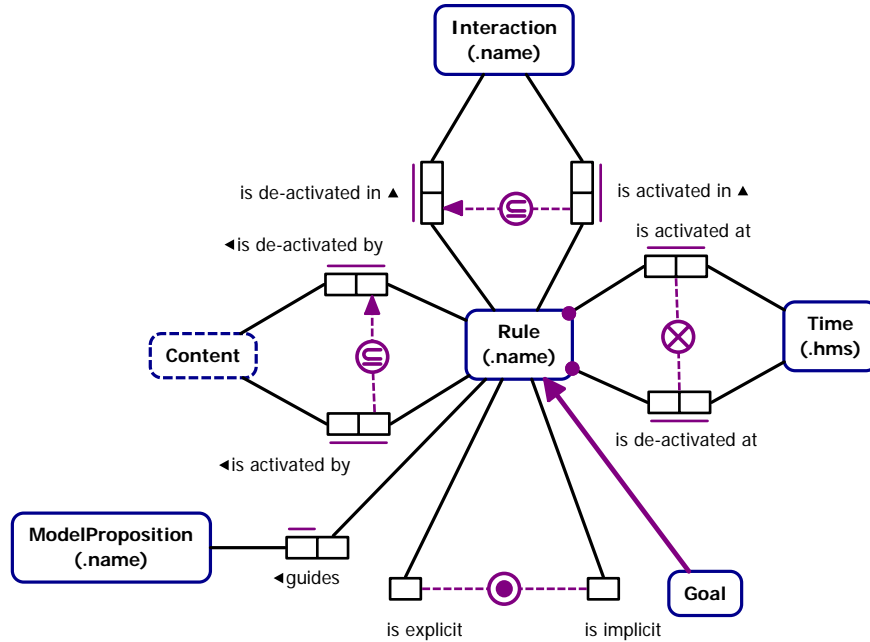 Interaction
(.name)
is de-activated in ▲
is activated in ▲
is activated at
◄is de-activated by
Content
Rule
(.name)
Time
(.hms)
is de-activated at
◄is activated by
ModelProposition
(.name)
◄guides
Goal
is explicit
is implicit